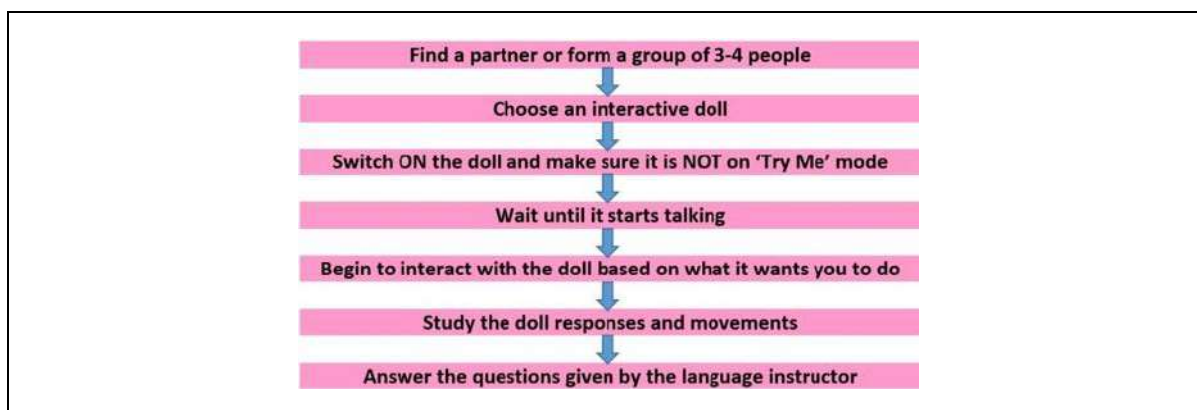 Find a partner or form a group of 3-4 people
Choose an interactive doll
Switch ON the doll and make sure it is NOT on ‘Try Me’ mode
Wait until it starts talking
Begin to interact with the doll based on what it wants you to do
Study the doll responses and movements
Answer the questions given by the language instructor